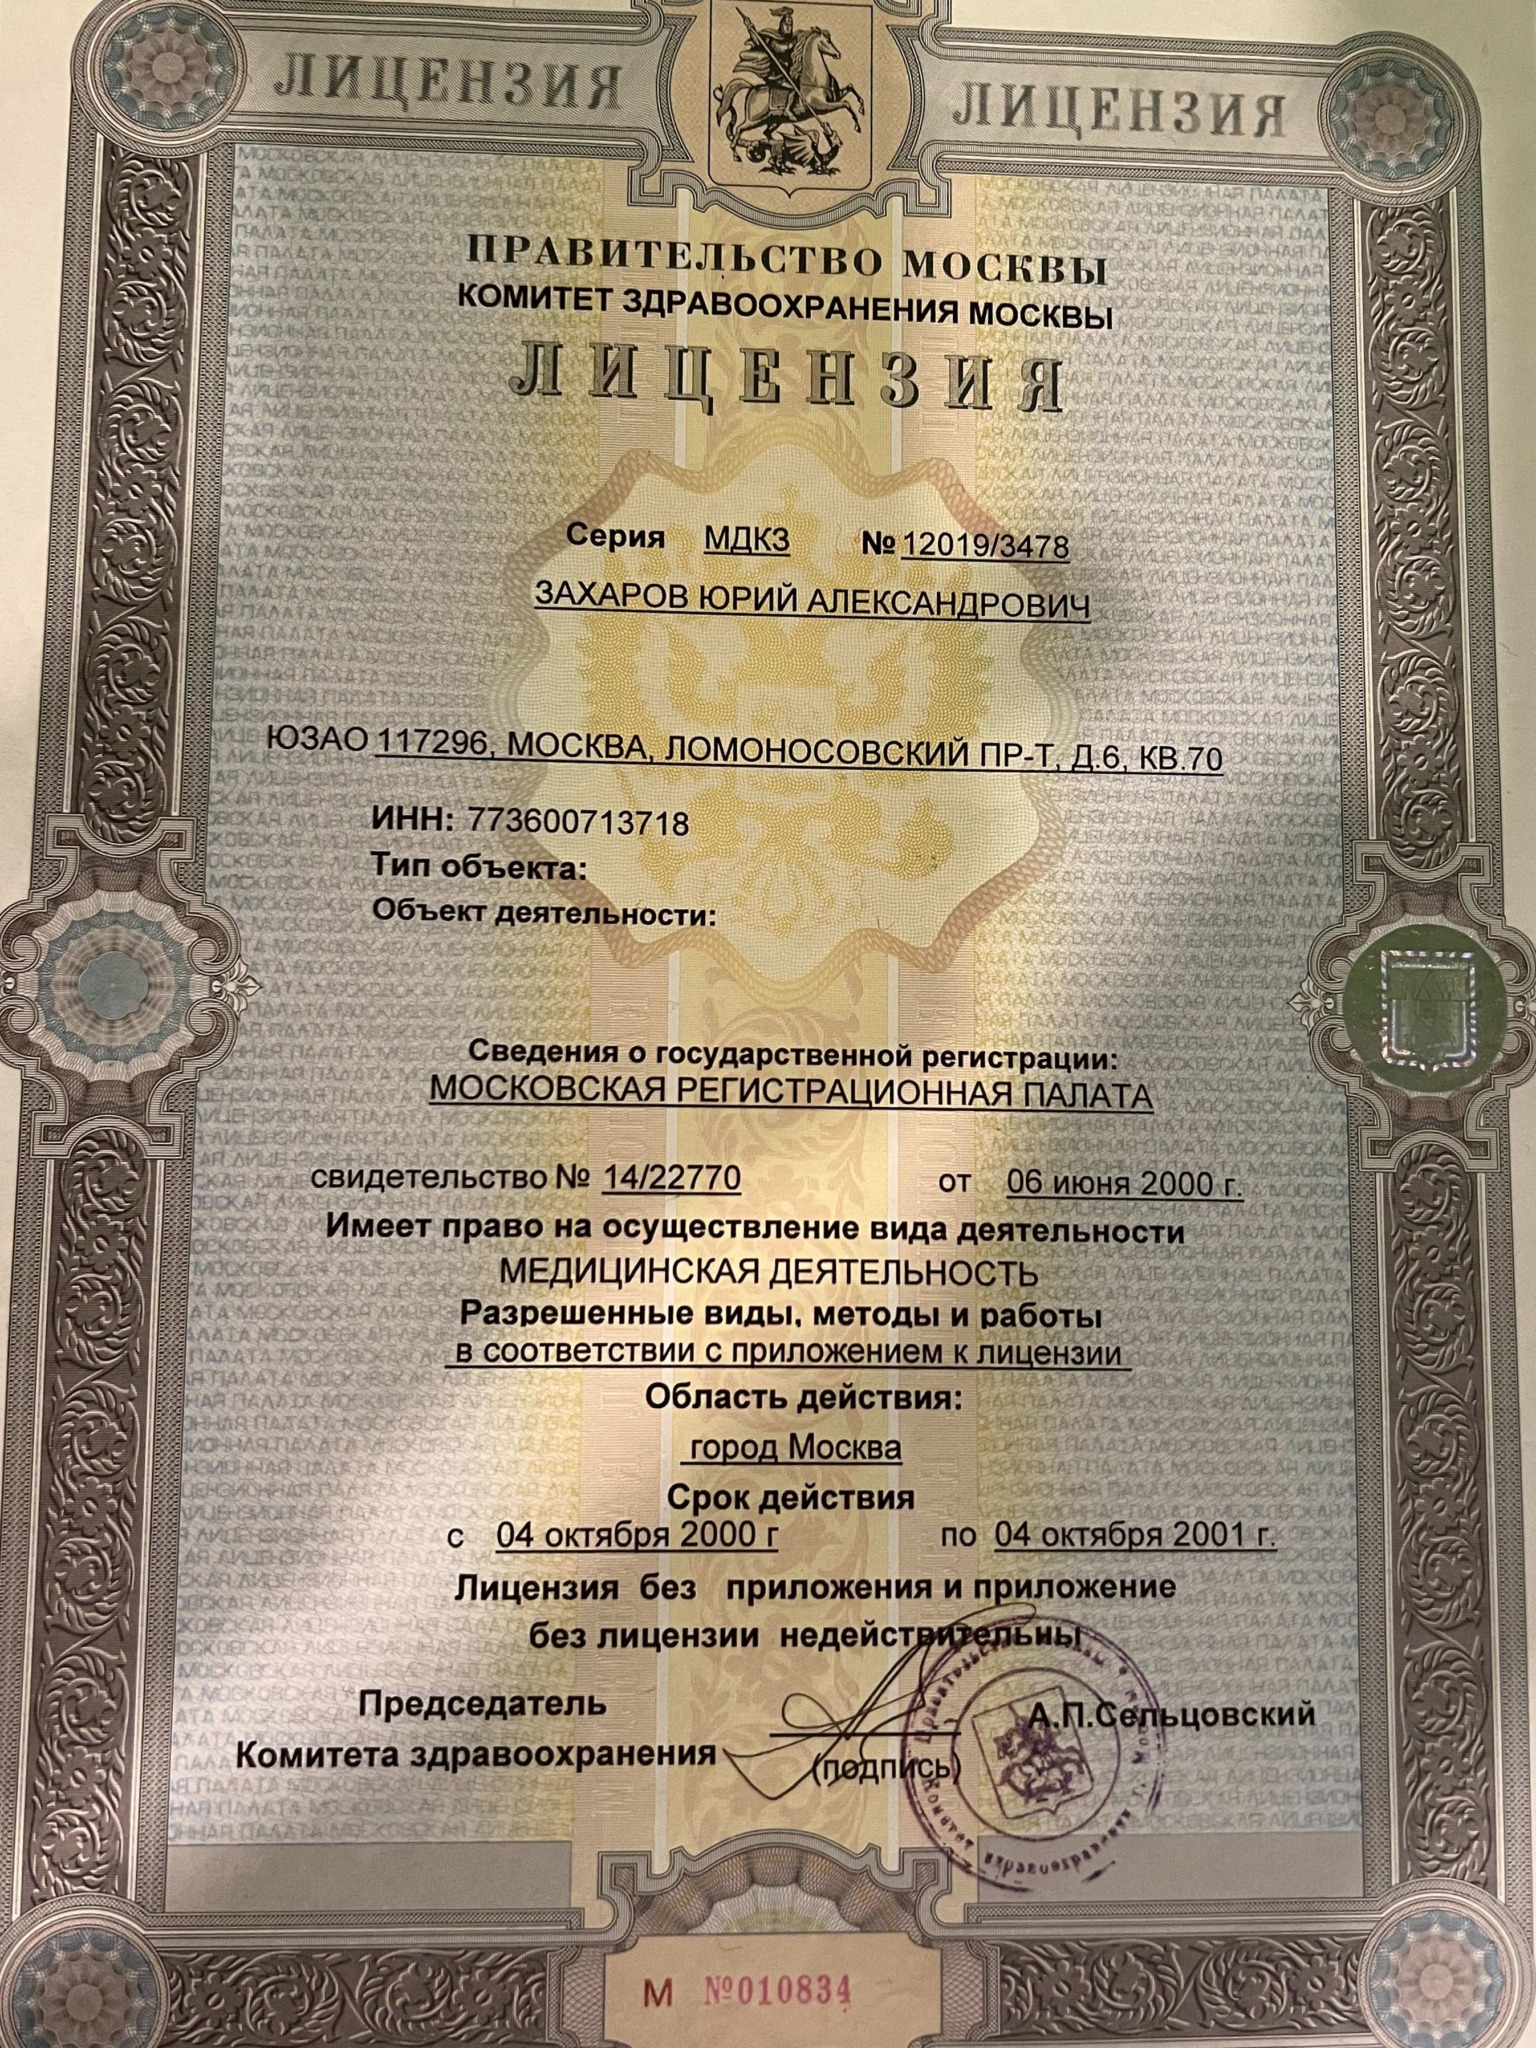 ЛИЦЕНЗИЯ
ЛИЦЕНЗИЯ
ПРАВИТЕЛЬСТВО МОСКВЫ
КОМИТЕТ ЗДРАВООХРАНЕНИЯ МОСКВЫ
ЛИЦЕНЗИЯ
Серия МДКЗ № 12019/3478
ЗАХАРОВ ЮРИЙ АЛЕКСАНДРОВИЧ
ЮЗАО 117296, МОСКВА, ЛОМОНОСОВСКИЙ ПР-Т, Д.6, КВ.70
ИНН: 773600713718
Тип объекта:
Объект деятельности:
Сведения о государственной регистрации:
МОСКОВСКАЯ РЕГИСТРАЦИОННАЯ ПАЛАТА
свидетельство № 14/22770 от 06 июня 2000 г.
Имеет право на осуществление вида деятельности
МЕДИЦИНСКАЯ ДЕЯТЕЛЬНОСТЬ
Разрешенные виды, методы и работы
в соответствии с приложением к лицензии
Область действия:
город Москва
Срок действия
с 04 октября 2000 г по 04 октября 2001 г.
Лицензия без приложения и приложение
без лицензии недействительны
Председатель
Комитета здравоохранения
(подпись)
А.П.Сельцовский
М №010834